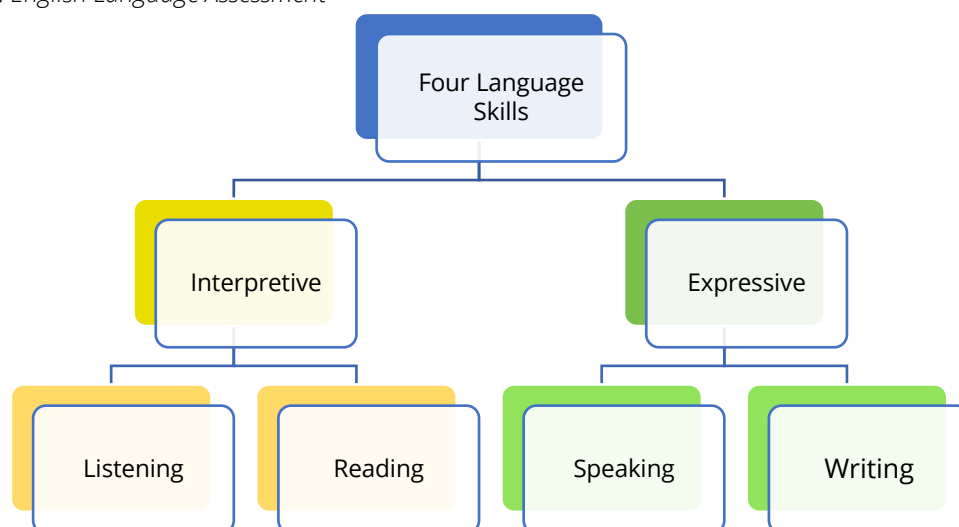 English Language Assessment
Four Language
Skills
Interpretive
Expressive
Listening
Reading
Speaking
Writing